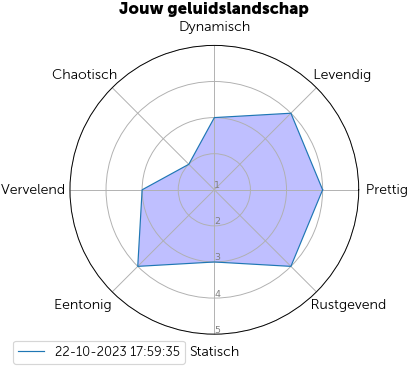 Jouw geluidslandschap
Dynamisch
Chaotisch
Levendig
Vervelend
Prettig
1
2
3
4
5
Eentonig
Rustgevend
22-10-2023 17:59:35
Statisch